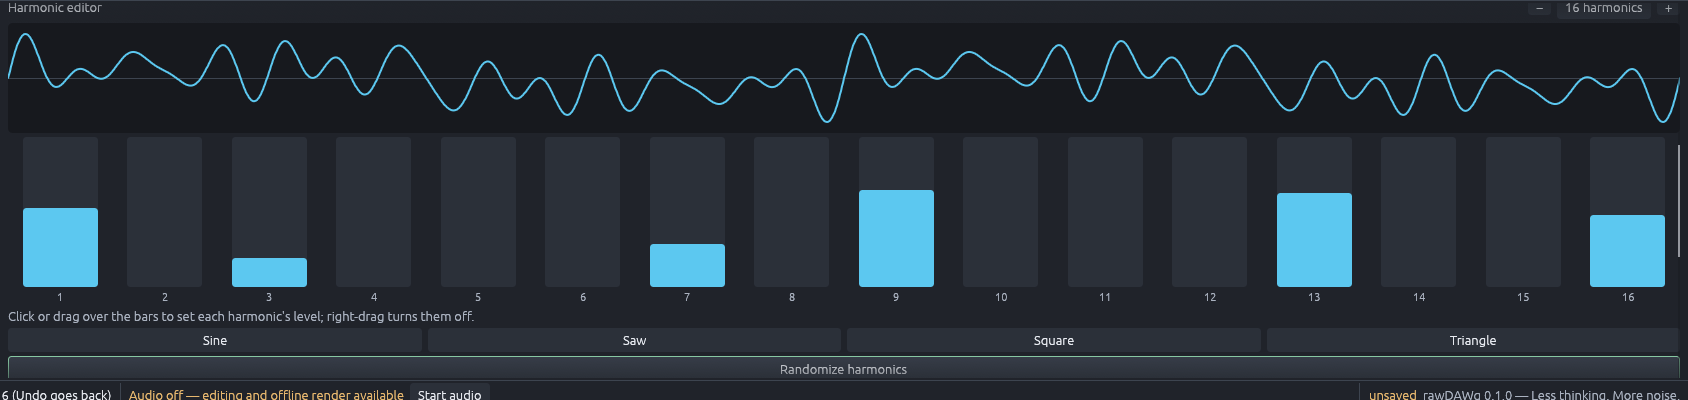 Harmonic editor − 16 harmonics +
1 2 3 4 5 6 7 8 9 10 11 12 13 14 15 16
Click or drag over the bars to set each harmonic's level; right-drag turns them off.
Sine Saw Square Triangle
Randomize harmonics
6 (Undo goes back) Audio off — editing and offline render available Start audio unsaved rawDAWg 0.1.0 — Less thinking. More noise.